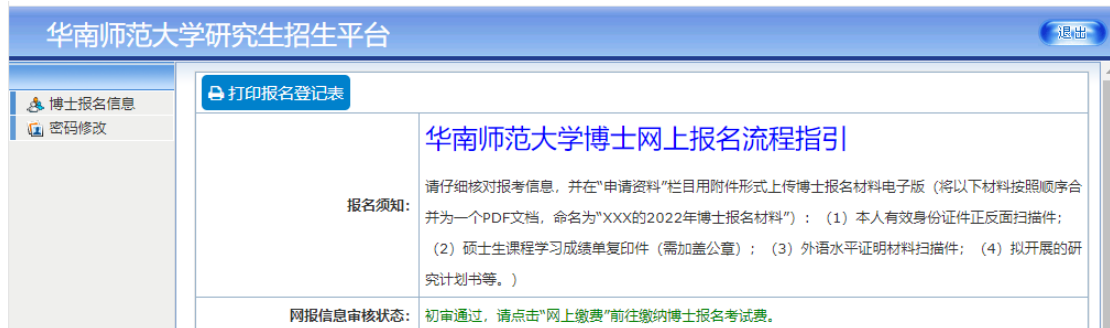 华南师范大学研究生招生平台
退出
博士报名信息
密码修改
打印报名登记表
华南师范大学博士网上报名流程指引
报名须知：
请仔细核对报考信息，并在“申请资料”栏目用附件形式上传博士报名材料电子版（将以下材料按照顺序合
并为一个PDF文档，命名为“XXX的2022年博士报名材料”）：（1）本人有效身份证件正反面扫描件；
（2）硕士生课程学习成绩单复印件（需加盖公章）；（3）外语水平证明材料扫描件；（4）拟开展的研
究计划书等。）
网报信息审核状态：
初审通过，请点击“网上缴费”前往缴纳博士报名考试费。